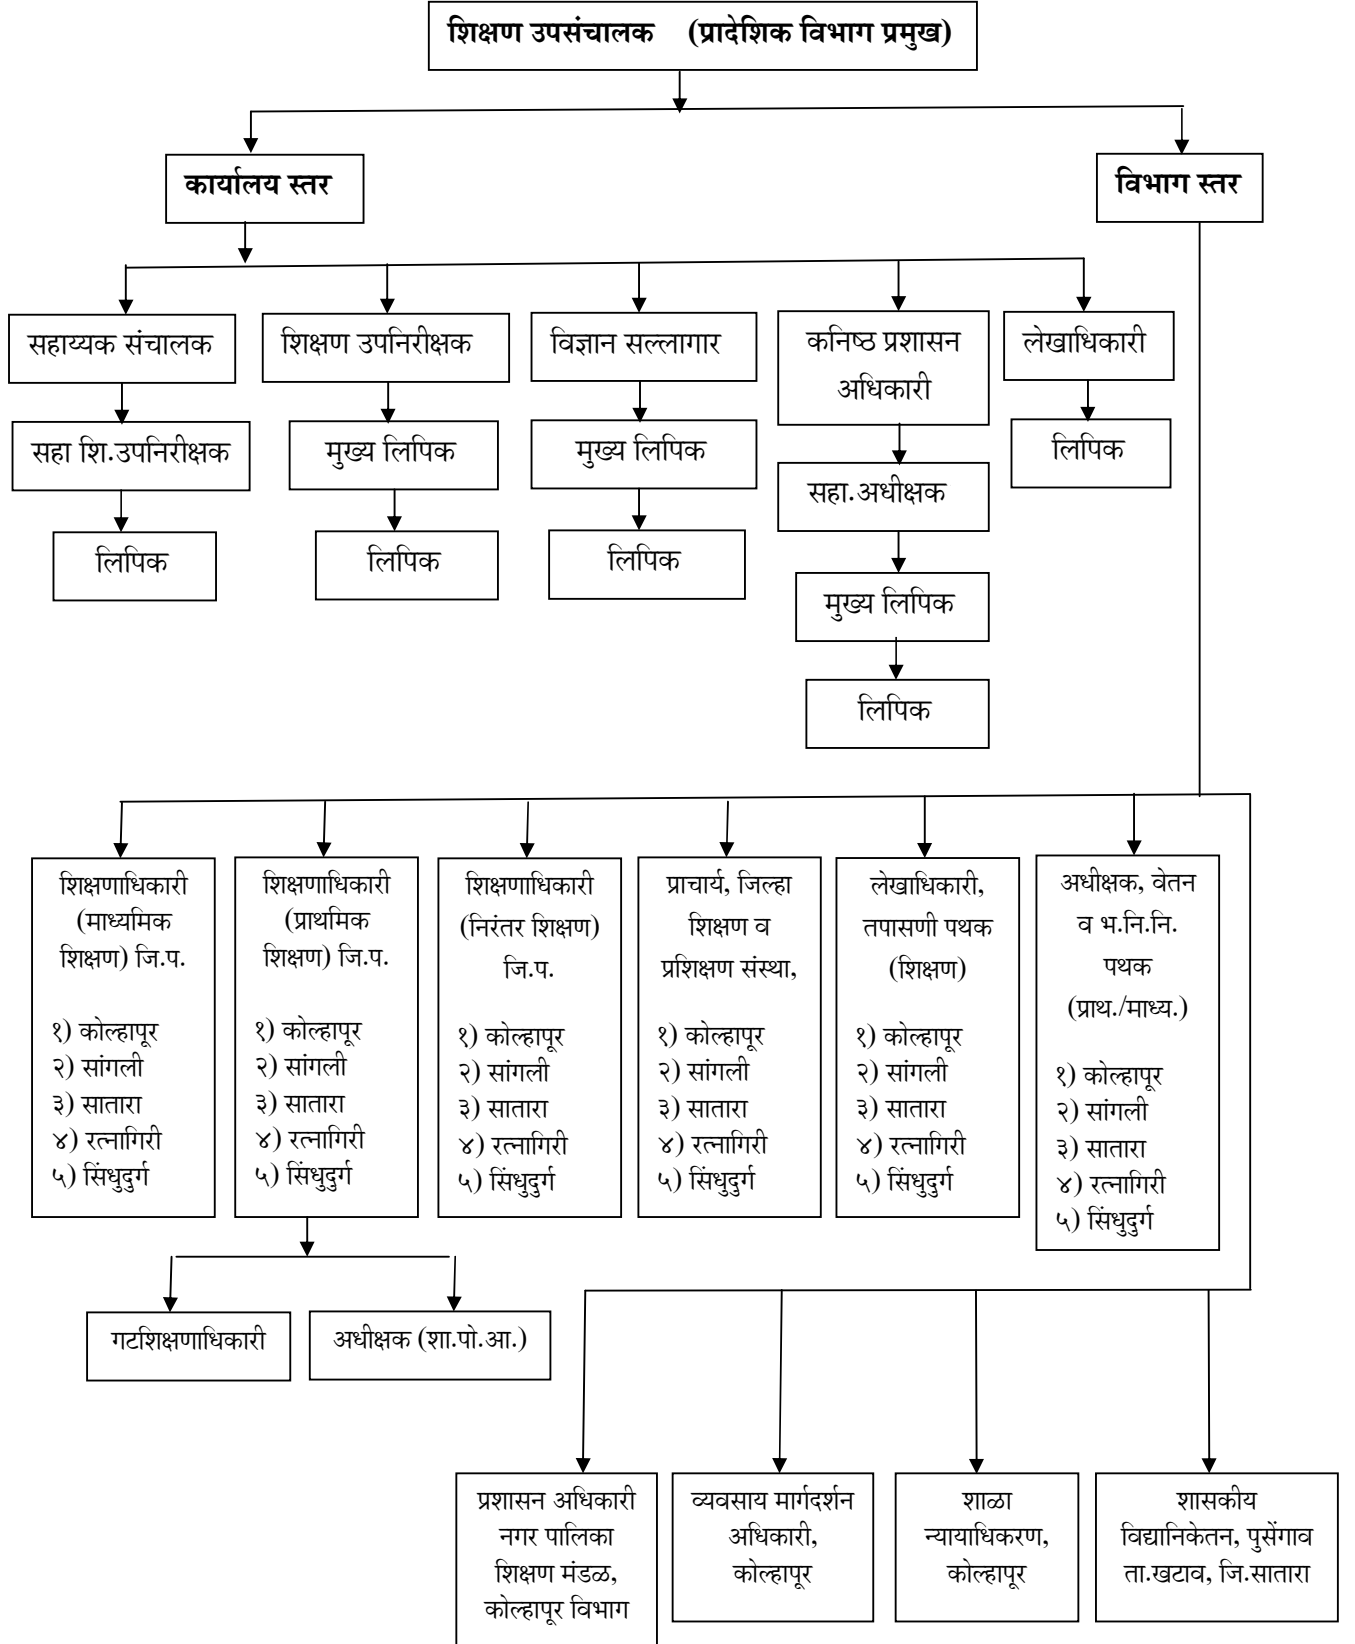 शिक्षण उपसंचालक (प्रादेशिक विभाग प्रमुख)
कार्यालय स्तर
विभाग स्तर
सहाय्यक संचालक
शिक्षण उपनिरीक्षक
विज्ञान सल्लागार
कनिष्ठ प्रशासन
अधिकारी
लेखाधिकारी
सहा शि.उपनिरीक्षक
मुख्य लिपिक
मुख्य लिपिक
सहा.अधीक्षक
लिपिक
लिपिक
लिपिक
लिपिक
मुख्य लिपिक
लिपिक
शिक्षणाधिकारी
(माध्यमिक
शिक्षण) जि.प.
१) कोल्हापूर
२) सांगली
३) सातारा
४) रत्नागिरी
५) सिंधुदुर्ग
शिक्षणाधिकारी
(प्राथमिक
शिक्षण) जि.प.
१) कोल्हापूर
२) सांगली
३) सातारा
४) रत्नागिरी
५) सिंधुदुर्ग
शिक्षणाधिकारी
(निरंतर शिक्षण)
जि.प.
१) कोल्हापूर
२) सांगली
३) सातारा
४) रत्नागिरी
५) सिंधुदुर्ग
प्राचार्य, जिल्हा
शिक्षण व
प्रशिक्षण संस्था,
१) कोल्हापूर
२) सांगली
३) सातारा
४) रत्नागिरी
५) सिंधुदुर्ग
लेखाधिकारी,
तपासणी पथक
(शिक्षण)
१) कोल्हापूर
२) सांगली
३) सातारा
४) रत्नागिरी
५) सिंधुदुर्ग
अधीक्षक, वेतन
व भ.नि.नि.
पथक
(प्राथ./माध्य.)
१) कोल्हापूर
२) सांगली
३) सातारा
४) रत्नागिरी
५) सिंधुदुर्ग
गटशिक्षणाधिकारी
अधीक्षक (शा.पो.आ.)
प्रशासन अधिकारी
नगर पालिका
शिक्षण मंडळ,
कोल्हापूर विभाग
व्यवसाय मार्गदर्शन
अधिकारी,
कोल्हापूर
शाळा
न्यायाधिकरण,
कोल्हापूर
शासकीय
विद्यानिकेतन, पुसेंगाव
ता.खटाव, जि.सातारा